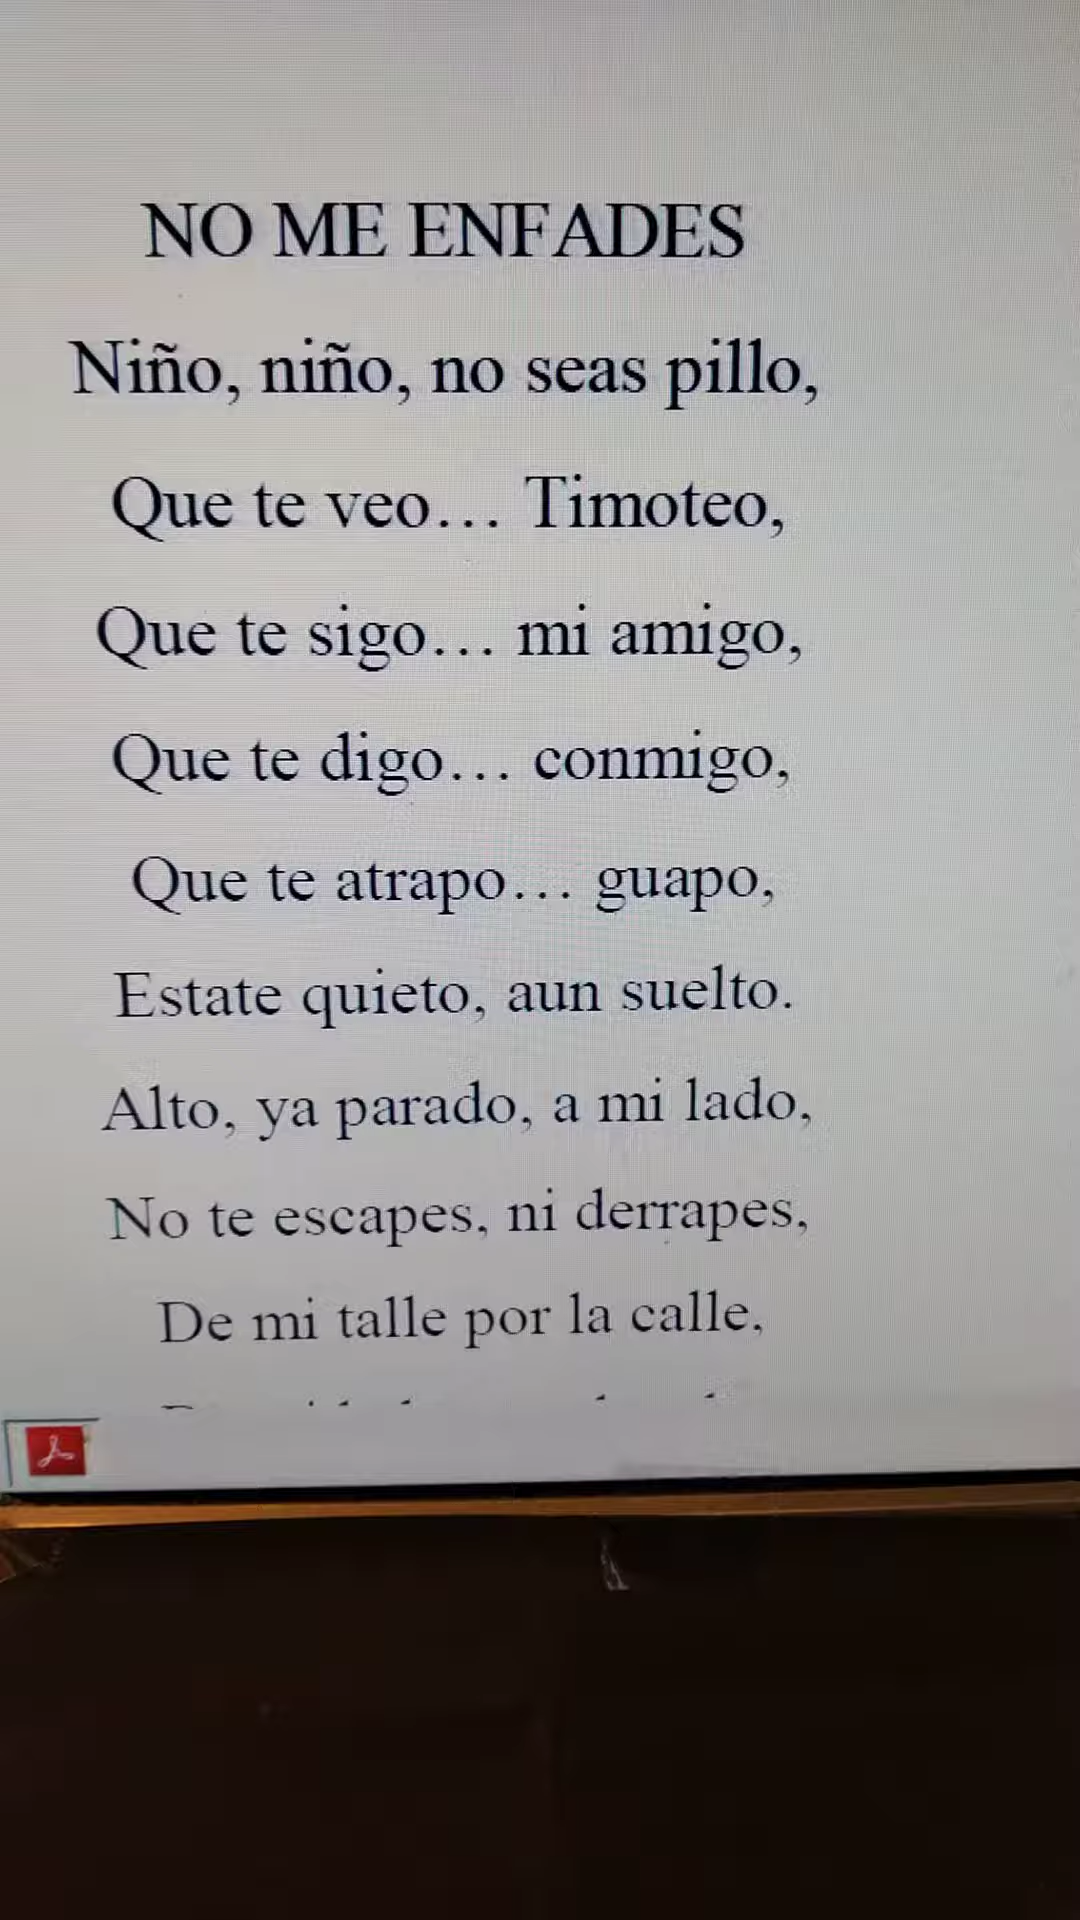 NO ME ENFADES
Niño, niño, no seas pillo,
Que te veo... Timoteo,
Que te sigo... mi amigo,
Que te digo... conmigo,
Que te atrapo... guapo,
Estate quieto, aun suelto.
Alto, ya parado, a mi lado,
No te escapes, ni derrapes,
De mi talle por la calle,